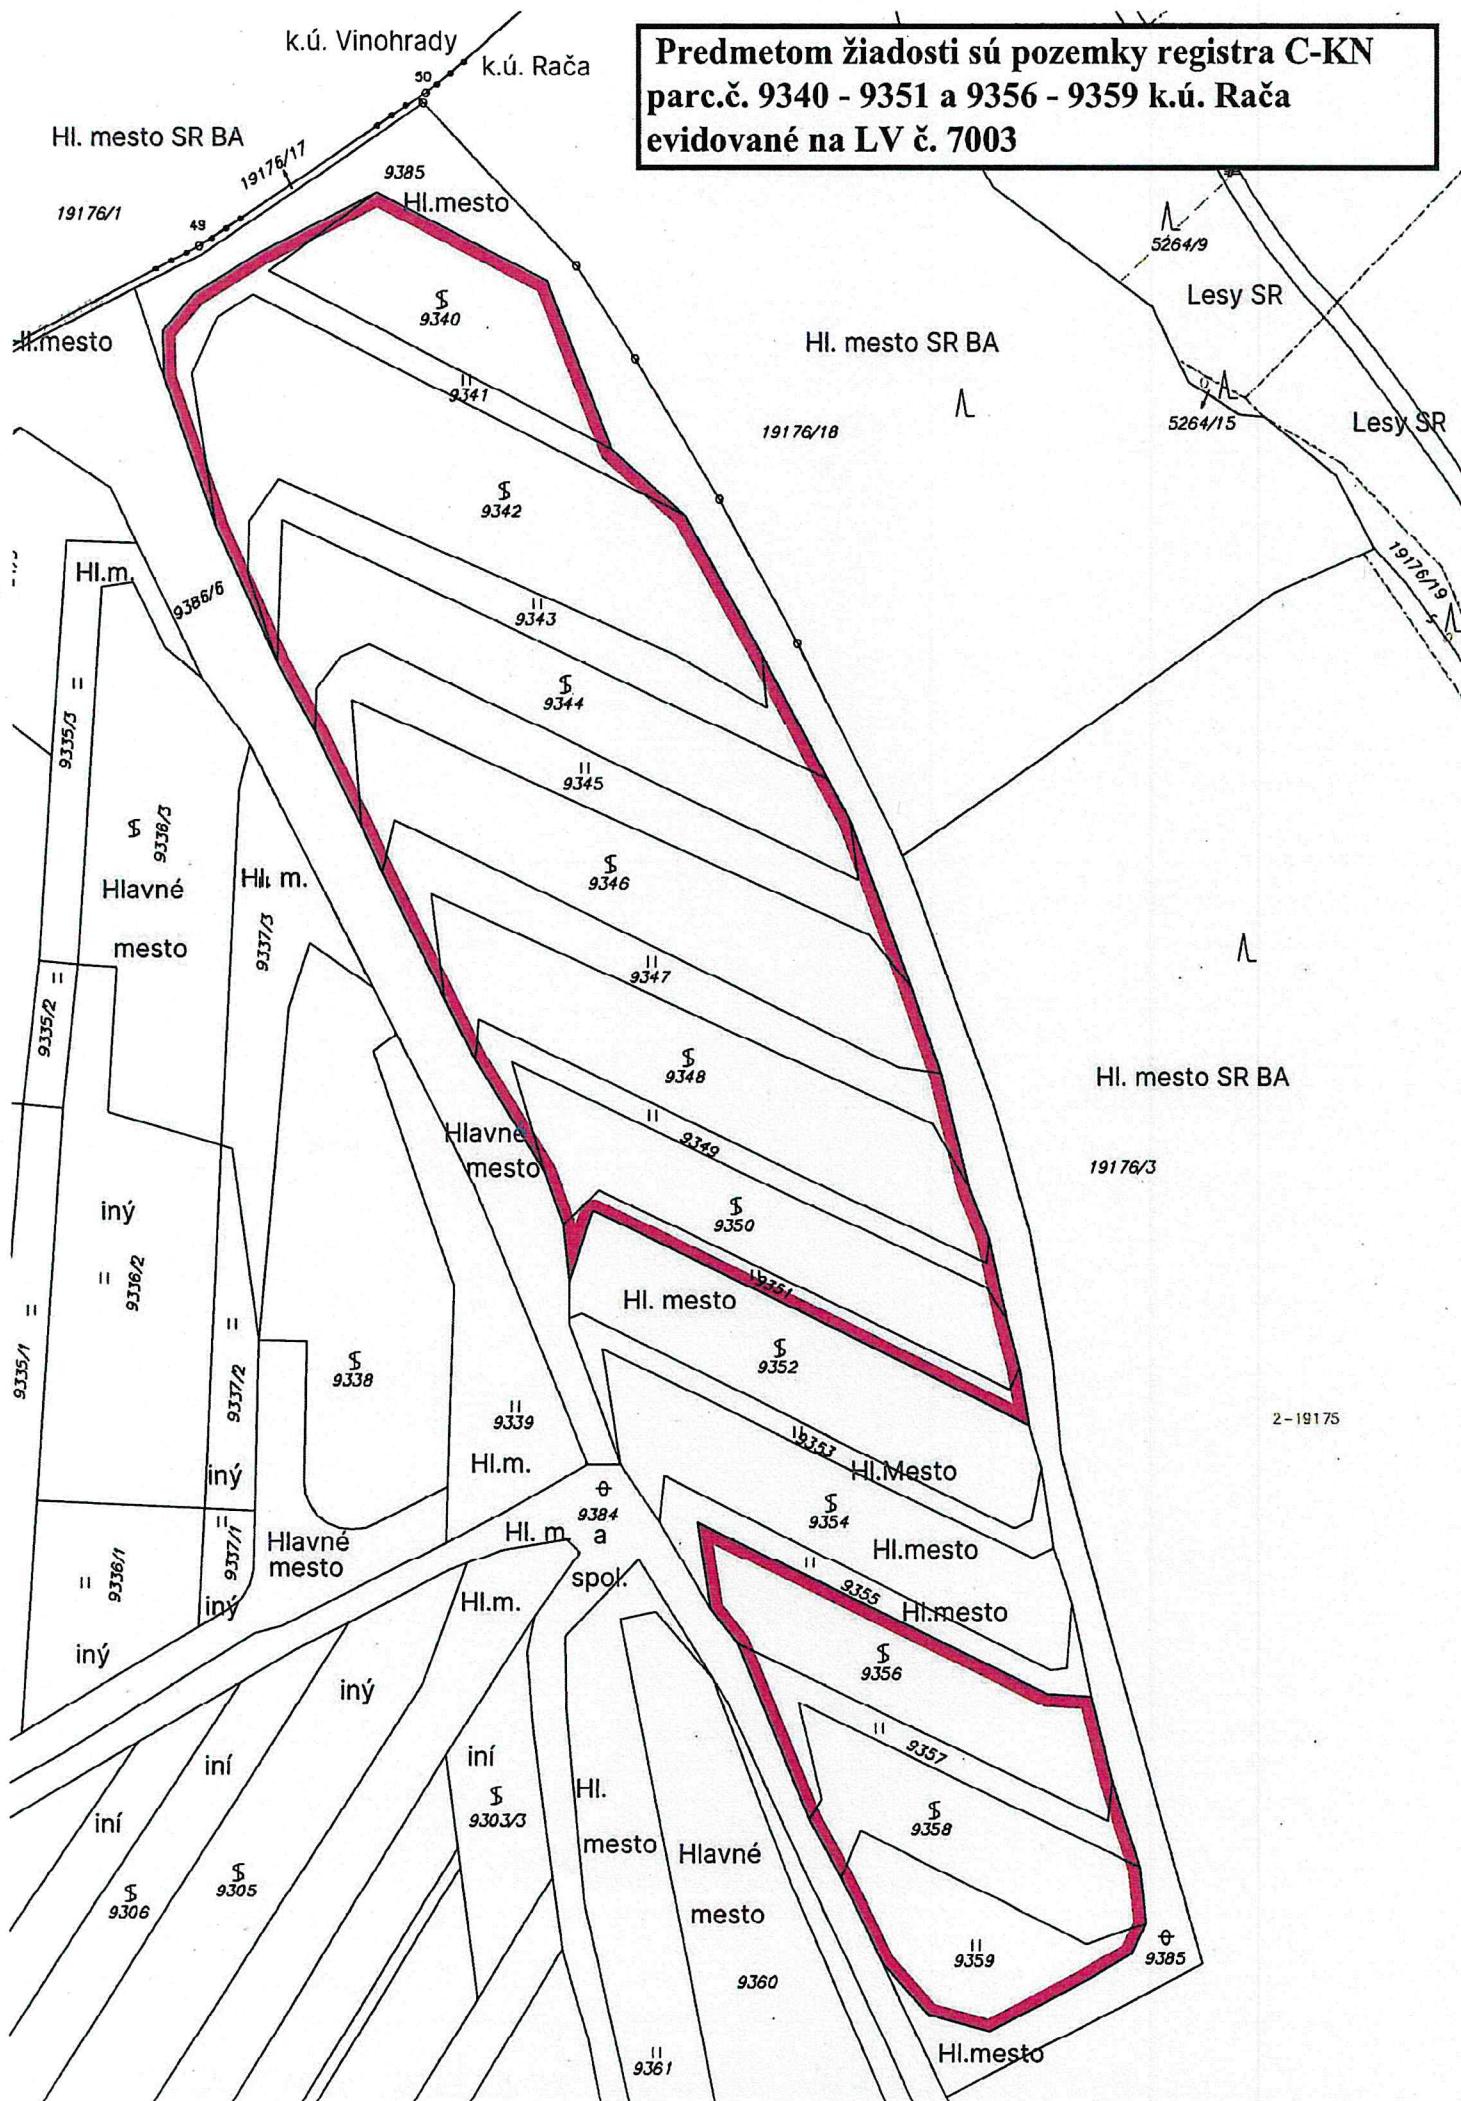 k.ú. Vinohrady
k.ú. Rača
Predmetom žiadosti sú pozemky registra C-KN
parc.č. 9340 - 9351 a 9356 - 9359 k.ú. Rača
evidované na LV č. 7003
50
Hl. mesto SR BA
19176/17
9385
Hl.mesto
19176/1
49
5264/9
Lesy SR
9340
Hl. mesto SR BA
9341
19176/18
5264/15
Lesy SR
9342
Hl.m.
9386/6
9343
19176/19
9344
9335/3
9345
9336/3
Hlavné
mesto
Hl. m.
9337/3
9346
9347
9335/2
9348
Hl. mesto SR BA
Hlavné
mesto
9349
19176/3
iný
9350
9336/2
9351
Hl. mesto
9335/1
9337/2
9338
9352
9339
2-19175
9353
Hl.m.
Hl.Mesto
iný
9384
9354
Hl. m.
a
spol.
Hl.mesto
Hlavné
mesto
9337/1
9336/1
iný
9355
Hl.m.
Hl.mesto
iný
9356
iný
9357
iní
iní
Hl.
mesto
9303/3
iní
9358
Hlavné
mesto
9305
9306
9385
9359
9360
Hl.mesto
9361